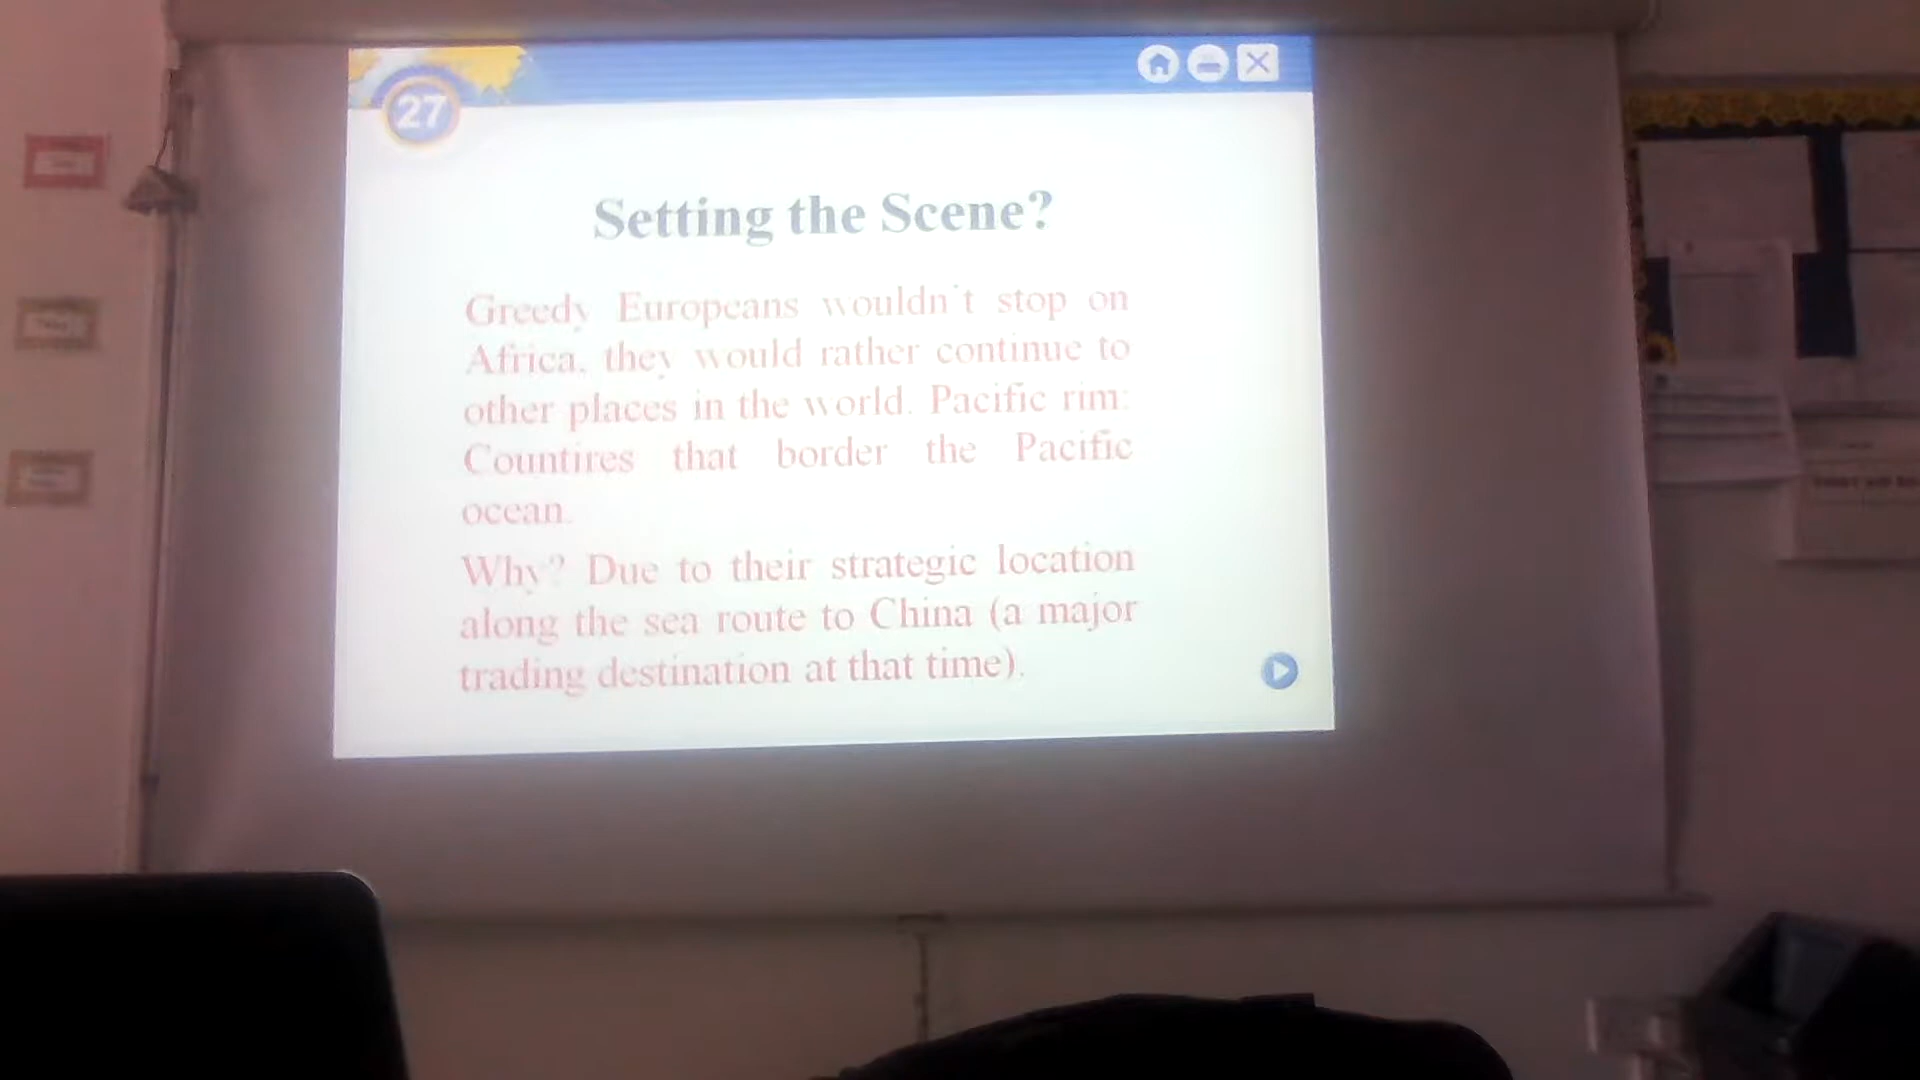 27
Setting the Scene?
Greedy Europeans wouldn't stop on
Africa, they would rather continue to
other places in the world. Pacific rim:
Countires that border the Pacific
ocean.
Why? Due to their strategic location
along the sea route to China (a major
trading destination at that time).